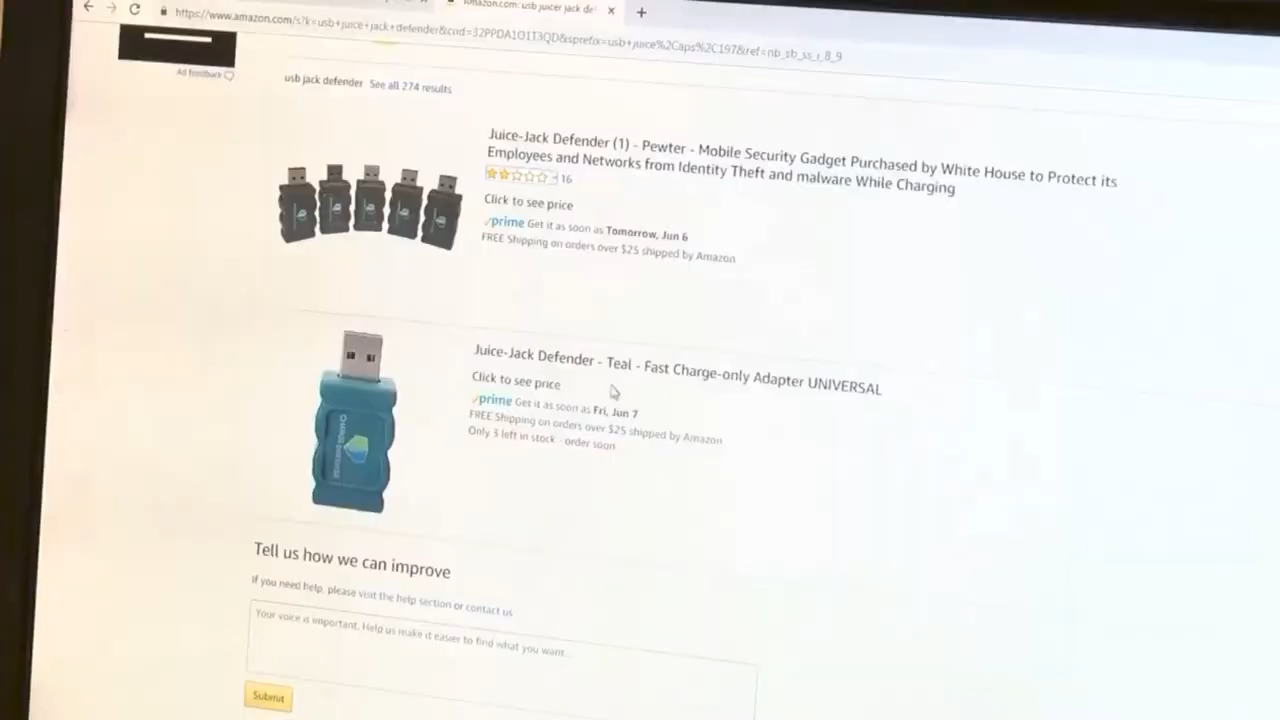 Amazon.com: usb juicer jack de
https://www.amazon.com/s?k=usb+juice+jack+defender&crid=32PPDA1O1T3QD&sprefix=usb+juice%2Caps%2C197&ref=nb_sb_ss_i_8_9
Ad feedback
usb jack defender See all 274 results
Juice-Jack Defender (1) - Pewter - Mobile Security Gadget Purchased by White House to Protect its
Employees and Networks from Identity Theft and malware While Charging
16
Click to see price
prime Get it as soon as Tomorrow, Jun 6
FREE Shipping on orders over $25 shipped by Amazon
Juice-Jack Defender - Teal - Fast Charge-only Adapter UNIVERSAL
Click to see price
prime Get it as soon as Fri, Jun 7
FREE Shipping on orders over $25 shipped by Amazon
Only 3 left in stock - order soon
CHARGE DEFENSE
Tell us how we can improve
If you need help, please visit the help section or contact us
Your voice is important. Help us make it easier to find what you want...
Submit